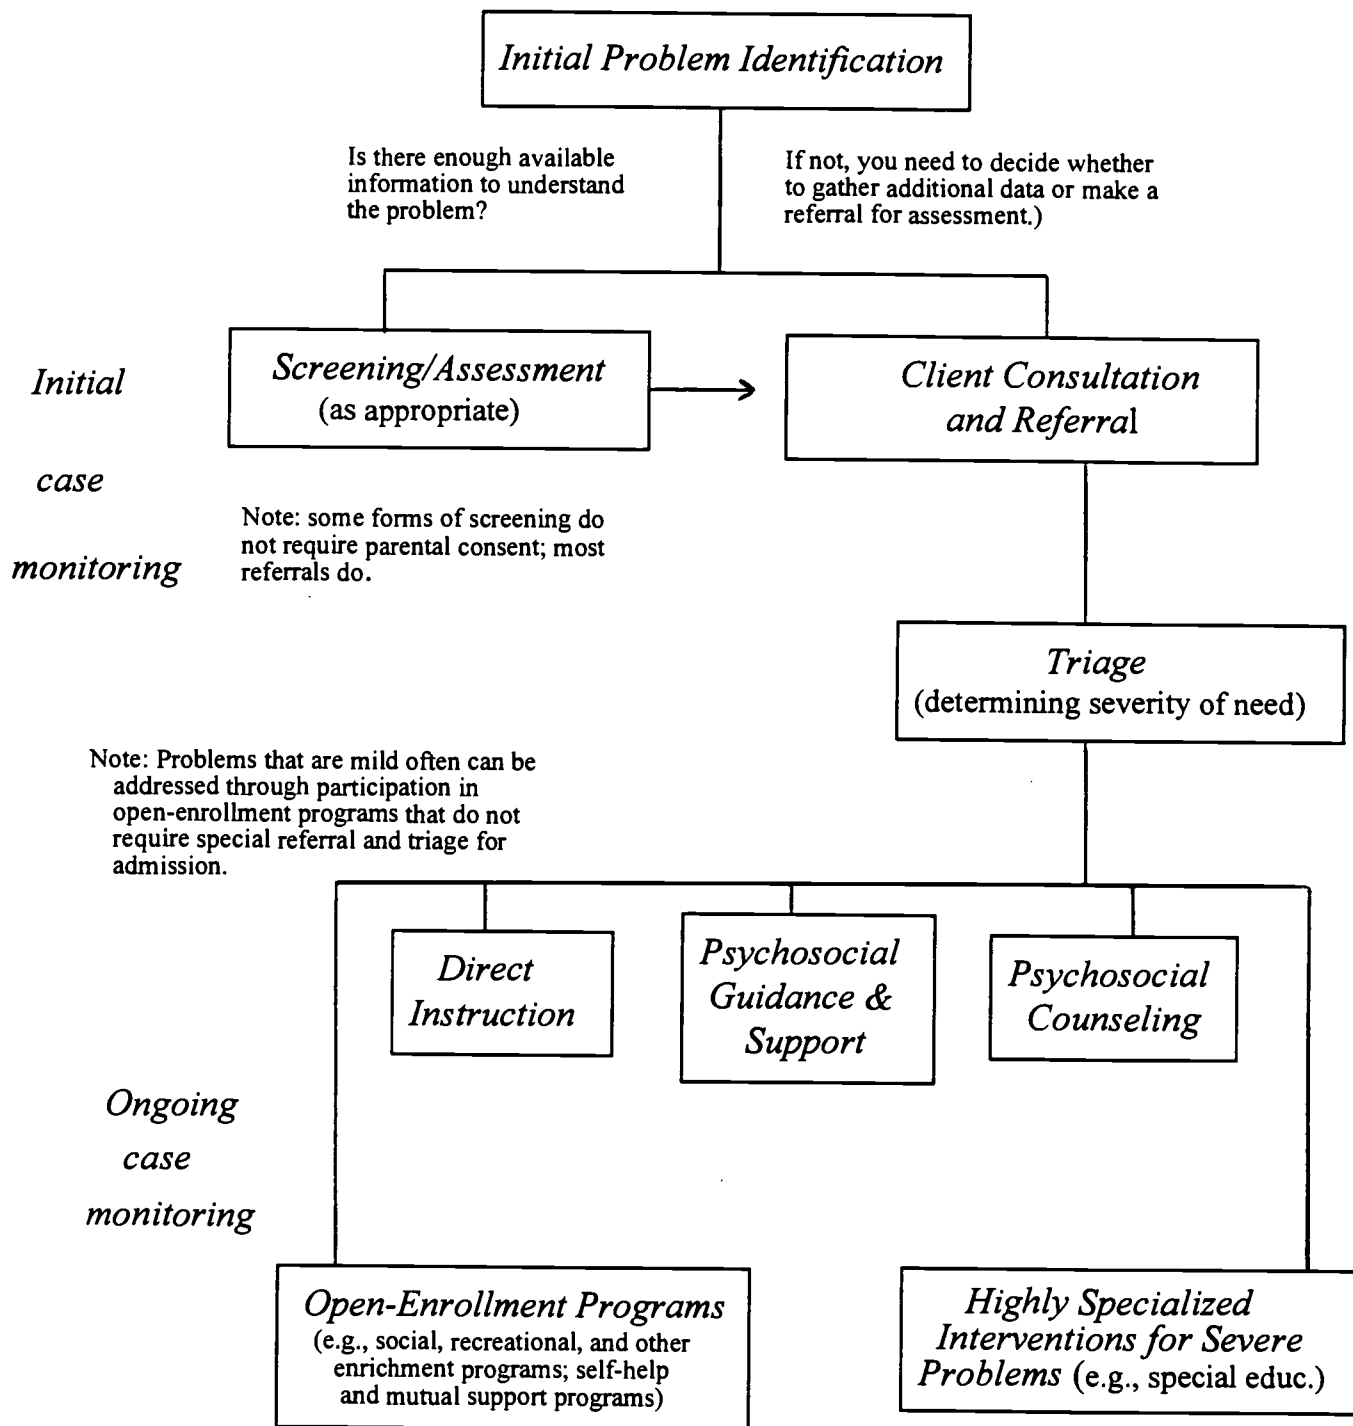 Initial Problem Identification
Is there enough available
information to understand
the problem?
If not, you need to decide whether
to gather additional data or make a
referral for assessment.)
Initial
case
monitoring
Screening/Assessment
(as appropriate)
Client Consultation
and Referral
Note: some forms of screening do
not require parental consent; most
referrals do.
Triage
(determining severity of need)
Note: Problems that are mild often can be
addressed through participation in
open-enrollment programs that do not
require special referral and triage for
admission.
Direct
Instruction
Psychosocial
Guidance &
Support
Psychosocial
Counseling
Ongoing
case
monitoring
Open-Enrollment Programs
(e.g., social, recreational, and other
enrichment programs; self-help
and mutual support programs)
Highly Specialized
Interventions for Severe
Problems (e.g., special educ.)